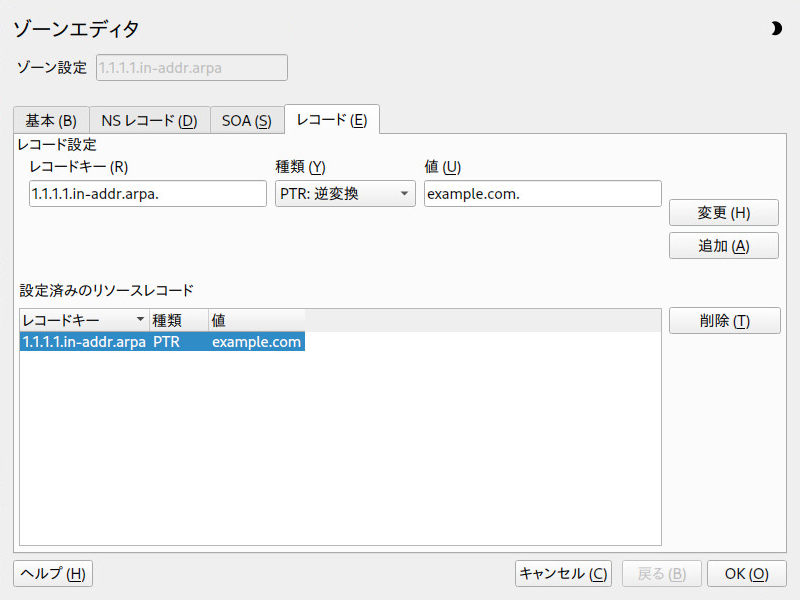 ゾーンエディタ
ゾーン設定 1.1.1.1.in-addr.arpa
基本 (B) NS レコード (D) SOA (S) レコード (E)
レコード設定
レコードキー (R) 種類 (Y) 値 (U)
1.1.1.1.in-addr.arpa. PTR: 逆変換 example.com.
変更 (H)
追加 (A)
設定済みのリソースレコード
レコードキー 種類 値
削除 (T)
1.1.1.1.in-addr.arpa PTR example.com
ヘルプ (H) キャンセル (C) 戻る (B) OK (O)